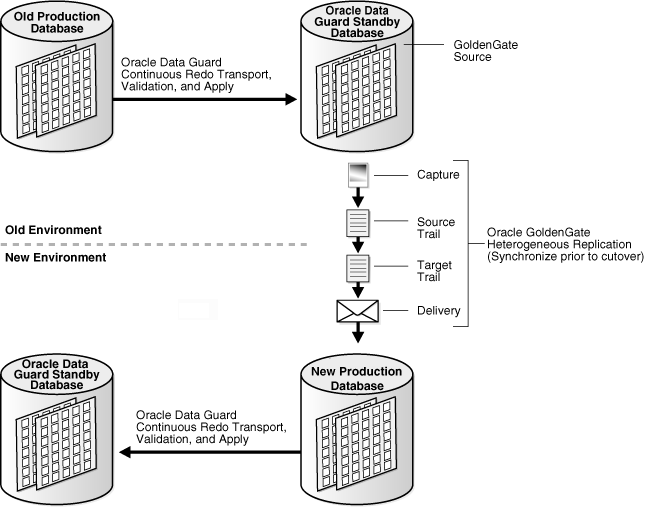 Old Production
Database
Oracle Data
Guard Standby
Database
Oracle Data Guard
Continuous Redo Transport,
Validation, and Apply
GoldenGate
Source
Capture
Source
Trail
Oracle GoldenGate
Heterogeneous Replication
(Synchronize prior to cutover)
Old Environment
New Environment
Target
Trail
Delivery
Oracle Data
Guard Standby
Database
New Production
Database
Oracle Data Guard
Continuous Redo Transport,
Validation, and Apply